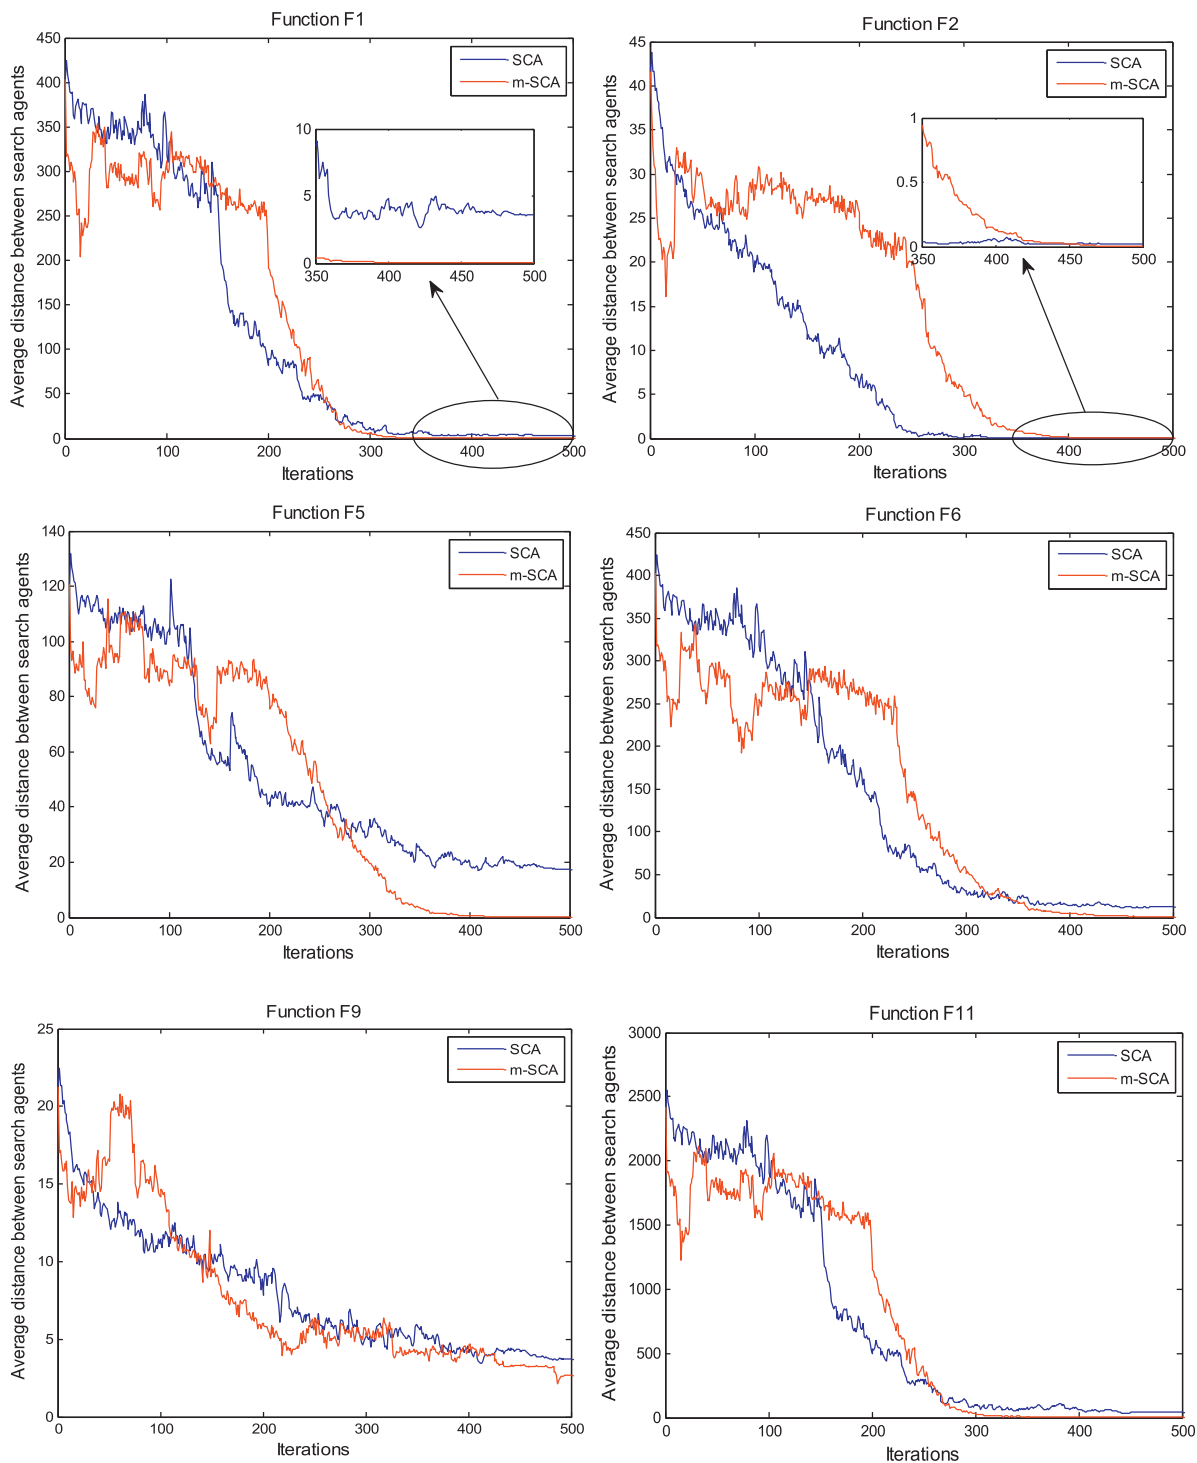 Function F1
Average distance between search agents
450
400
350
300
250
200
150
100
50
0
0 100 200 300 400 500
Iterations
SCA
m-SCA
10
5
0
350 400 450 500
Function F2
Average distance between search agents
45
40
35
30
25
20
15
10
5
0
0 100 200 300 400 500
Iterations
SCA
m-SCA
1
0.5
0
350 400 450 500
Function F5
Average distance between search agents
140
120
100
80
60
40
20
0
0 100 200 300 400 500
Iterations
SCA
m-SCA
Function F6
Average distance between search agents
450
400
350
300
250
200
150
100
50
0
0 100 200 300 400 500
Iterations
SCA
m-SCA
Function F9
Average distance between search agents
25
20
15
10
5
0
0 100 200 300 400 500
Iterations
SCA
m-SCA
Function F11
Average distance between search agents
3000
2500
2000
1500
1000
500
0
0 100 200 300 400 500
Iterations
SCA
m-SCA